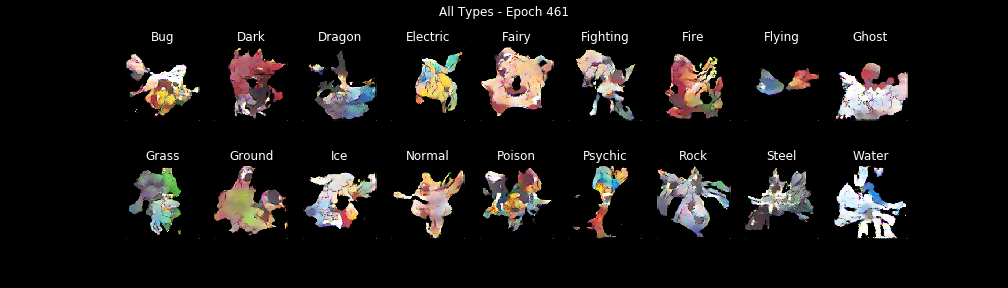 All Types - Epoch 461
Bug Dark Dragon Electric Fairy Fighting Fire Flying Ghost
Grass Ground Ice Normal Poison Psychic Rock Steel Water